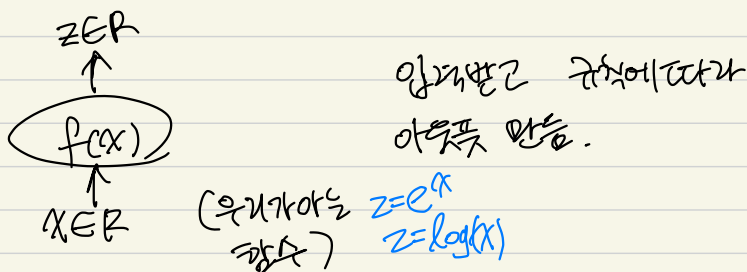 z∈R
f(x)
x∈R
입력받고 규칙에따라
아웃풋 만듬.
(우리가아는
함수)
z=e^x
z=log(x)